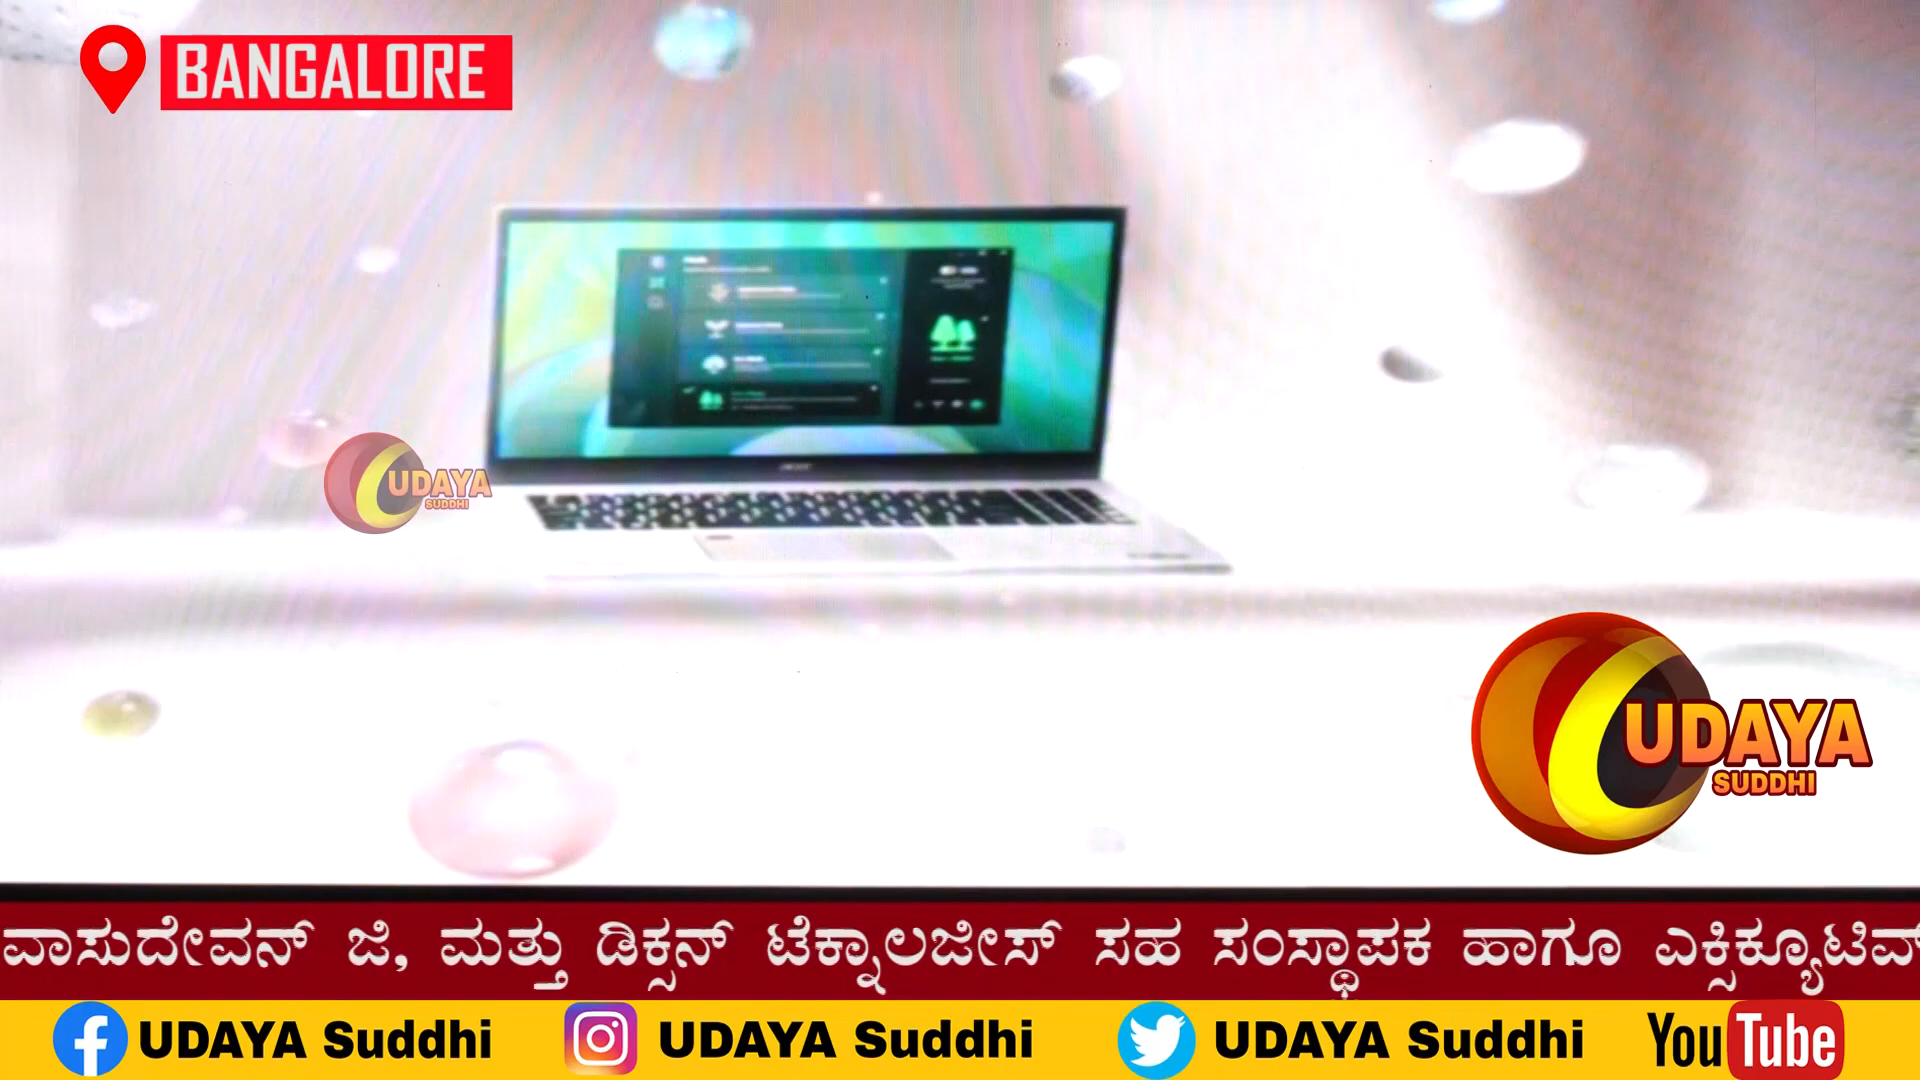 BANGALORE
UDAYA
SUDDHI
UDAYA
SUDDHI
ವಾಸುದೇವನ್ ಜಿ, ಮತ್ತು ಡಿಕ್ಸನ್ ಟೆಕ್ನಾಲಜೀಸ್ ಸಹ ಸಂಸ್ಥಾಪಕ ಹಾಗೂ ಎಕ್ಸಿಕ್ಯೂಟಿವ್
UDAYA Suddhi UDAYA Suddhi UDAYA Suddhi YouTube